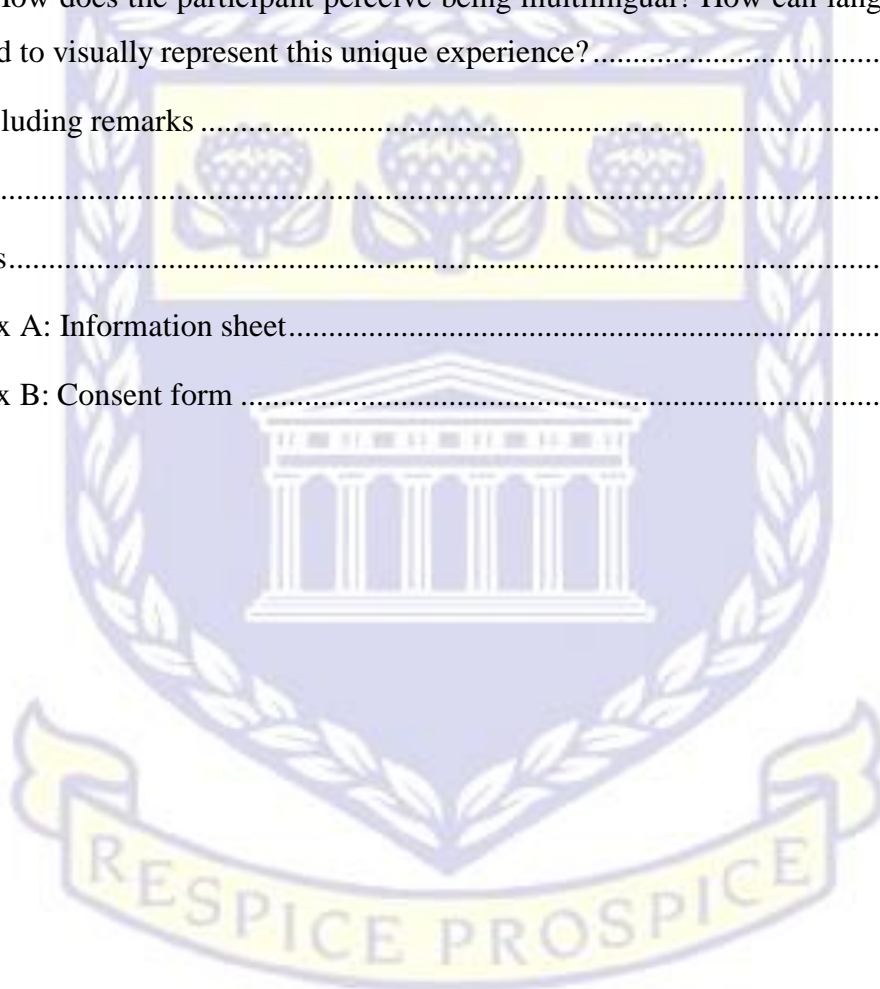 How does the participant perceive being multilingual? How can lang
d to visually represent this unique experience?..................................
cluding remarks ....................................................................................
............................................................................................................
s...........................................................................................................
x A: Information sheet.........................................................................
x B: Consent form ...............................................................................
RESPICE PROSPICE